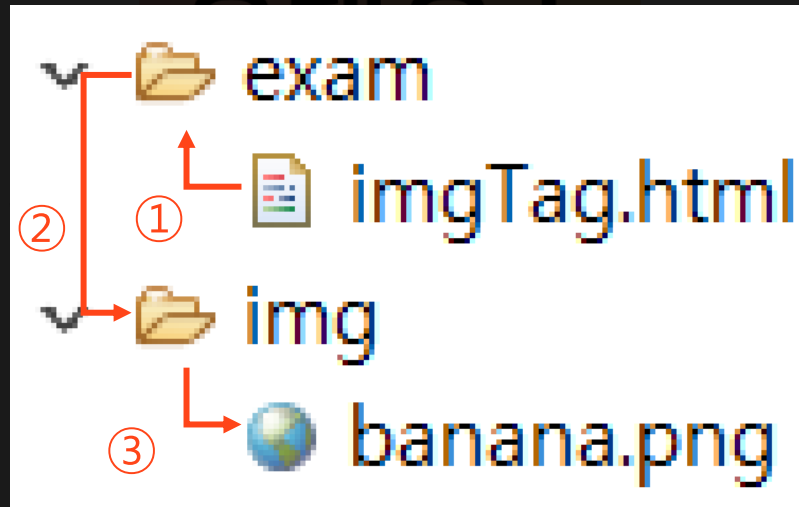 exam
① imgTag.html
②
img
③ banana.png